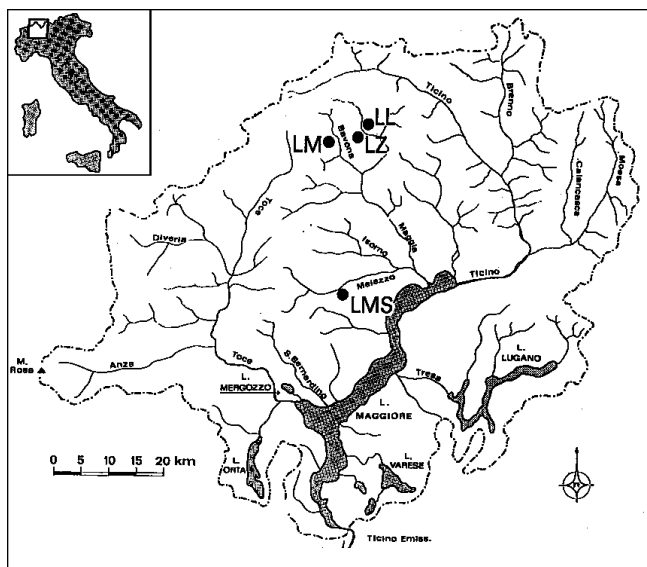 Ticino
Brenno
LL
LM
LZ
Bavona
Calancasca
Moesa
Toce
Maggia
Diveria
Isorno
Melezzo
Ticino
LMS
M.
Rosa
Anza
Toce
S. Bernardino
L.
LUGANO
Tresa
L.
MERGOZZO
L.
MAGGIORE
0 5 10 15 20 km
L.
ORTA
L.
VARESE
N
Ticino Emiss.